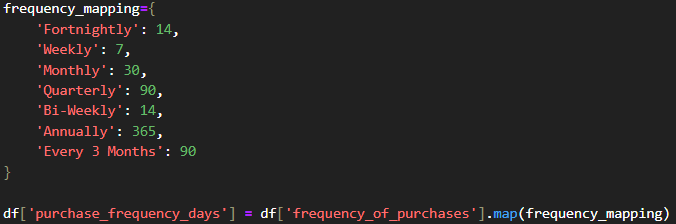 frequency_mapping={
    'Fortnightly': 14,
    'Weekly': 7,
    'Monthly': 30,
    'Quarterly': 90,
    'Bi-Weekly': 14,
    'Annually': 365,
    'Every 3 Months': 90
}
df['purchase_frequency_days'] = df['frequency_of_purchases'].map(frequency_mapping)